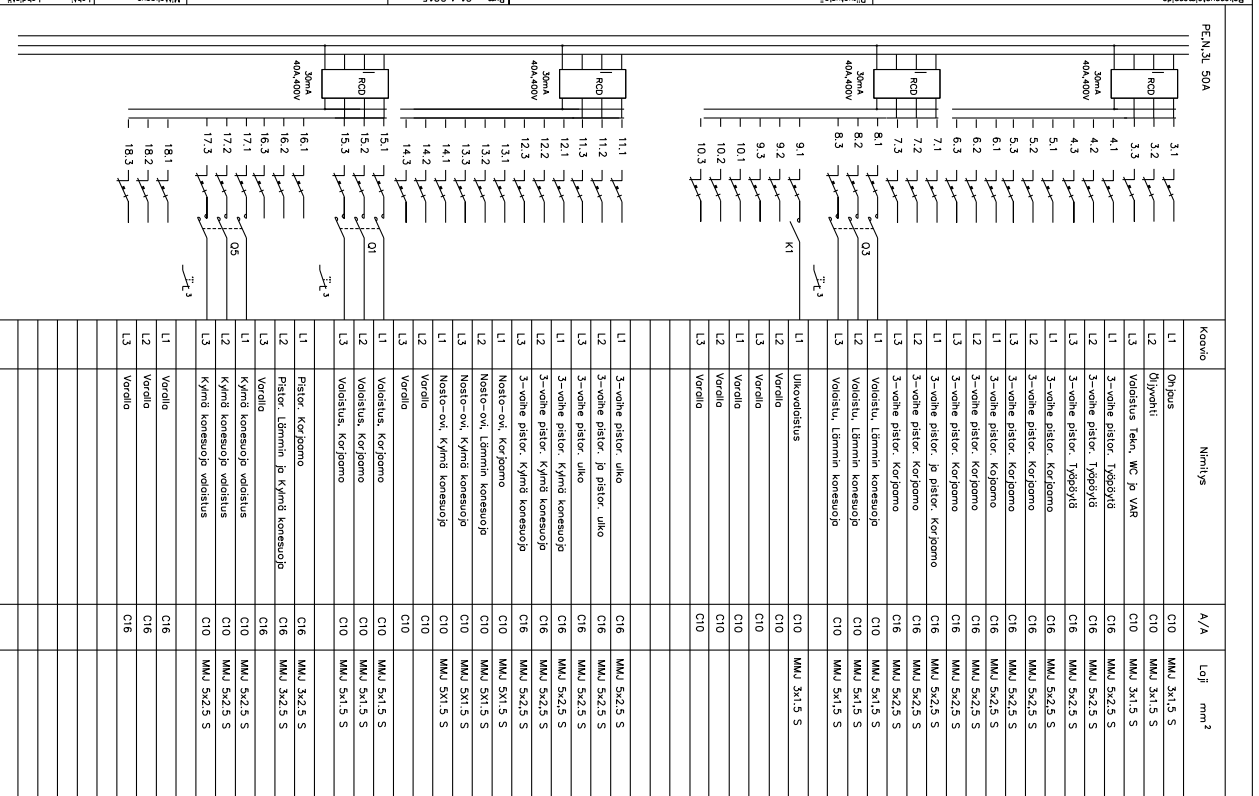 PE,N,3L 50A
Kaavio Nimitys A/A Laji mm²
RCD
30mA
40A,400V
3.1 L1 Ohjaus C10 MMJ 3x1,5 S
3.2 L2 Öljyvahti C10 MMJ 3x1.5 S
3.3 L3 Valaistus Tekn, WC ja VAR C10 MMJ 3x1.5 S
4.1 L1 3-vaihe pistor. Työpöytä C16 MMJ 5x2.5 S
4.2 L2 3-vaihe pistor. Työpöytä C16 MMJ 5x2.5 S
4.3 L3 3-vaihe pistor. Työpöytä C16 MMJ 5x2.5 S
5.1 L1 3-vaihe pistor. Korjaamo C16 MMJ 5x2,5 S
5.2 L2 3-vaihe pistor. Korjaamo C16 MMJ 5x2,5 S
5.3 L3 3-vaihe pistor. Korjaamo C16 MMJ 5x2,5 S
6.1 L1 3-vaihe pistor. Kojaamo C16 MMJ 5x2,5 S
6.2 L2 3-vaihe pistor. Korjaamo C16 MMJ 5x2,5 S
6.3 L3 3-vaihe pistor. Korjaamo C16 MMJ 5x2,5 S
RCD
30mA
40A,400V
7.1 L1 3-vaihe pistor. ja pistor. Korjaamo C16 MMJ 5x2,5 S
7.2 L2 3-vaihe pistor. Korjaamo C16 MMJ 5x2,5 S
7.3 L3 3-vaihe pistor. Korjaamo C16 MMJ 5x2,5 S
8.1 L1 Valaistu, Lämmin konesuoja C10 MMJ 5x1,5 S
8.2 Q3 L2 Valaistu, Lämmin konesuoja C10 MMJ 5x1.5 S
8.3 L3 Valaistu, Lämmin konesuoja C10 MMJ 5x1.5 S
3
9.1 K1 L1 Ulkovalaistus C10 MMJ 3x1.5 S
9.2 L2 Varalla C10
9.3 L3 Varalla C10
10.1 L1 Varalla C10
10.2 L2 Varalla C10
10.3 L3 Varalla C10
RCD
30mA
40A,400V
11.1 L1 3-vaihe pistor. ulko C16 MMJ 5x2.5 S
11.2 L2 3-vaihe pistor. ja pistor. ulko C16 MMJ 5x2.5 S
11.3 L3 3-vaihe pistor. ulko C16 MMJ 5x2,5 S
12.1 L1 3-vaihe pistor. Kylmä konesuoja C16 MMJ 5x2,5 S
12.2 L2 3-vaihe pistor. Kylmä konesuoja C16 MMJ 5x2,5 S
12.3 L3 3-vaihe pistor. Kylmä konesuoja C16 MMJ 5x2,5 S
13.1 L1 Nosto-ovi, Korjaamo C10 MMJ 5X1.5 S
13.2 L2 Nosto-ovi, Lämmin konesuoja C10 MMJ 5X1.5 S
13.3 L3 Nosto-ovi, Kylmä konesuoja C10 MMJ 5X1.5 S
14.1 L1 Nosto-ovi, Kylmä konesuoja C10 MMJ 5X1.5 S
14.2 L2 Varalla C10
14.3 L3 Varalla C10
RCD
30mA
40A,400V
15.1 L1 Valaistus, Korjaamo C10 MMJ 5x1.5 S
15.2 Q1 L2 Valaistus, Korjaamo C10 MMJ 5x1.5 S
15.3 L3 Valaistus, Korjaamo C10 MMJ 5x1.5 S
3
16.1 L1 Pistor. Korjaamo C16 MMJ 3x2.5 S
16.2 L2 Pistor. Lämmin ja Kylmä konesuoja C16 MMJ 3x2.5 S
16.3 L3 Varalla C16
17.1 L1 Kylmä konesuoja valaistus C10 MMJ 5x2.5 S
17.2 Q5 L2 Kylmä konesuoja valaistus C10 MMJ 5x2.5 S
17.3 L3 Kylmä konesuoja valaistus C10 MMJ 5x2.5 S
3
18.1 L1 Varalla C16
18.2 L2 Varalla C16
18.3 L3 Varalla C16